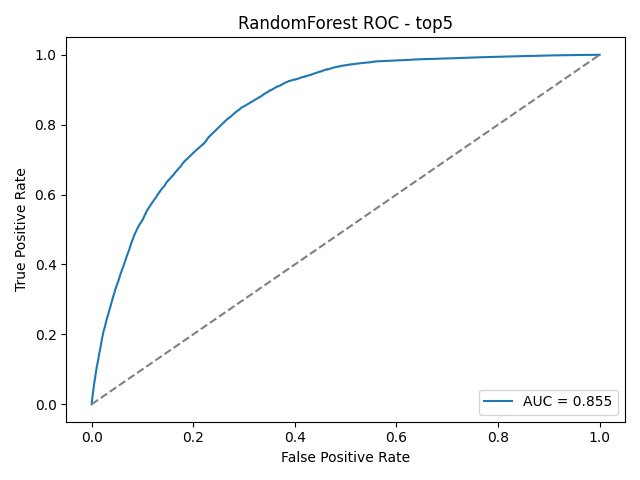 RandomForest ROC - top5
True Positive Rate
1.0
0.8
0.6
0.4
0.2
0.0
0.0 0.2 0.4 0.6 0.8 1.0
False Positive Rate
AUC = 0.855